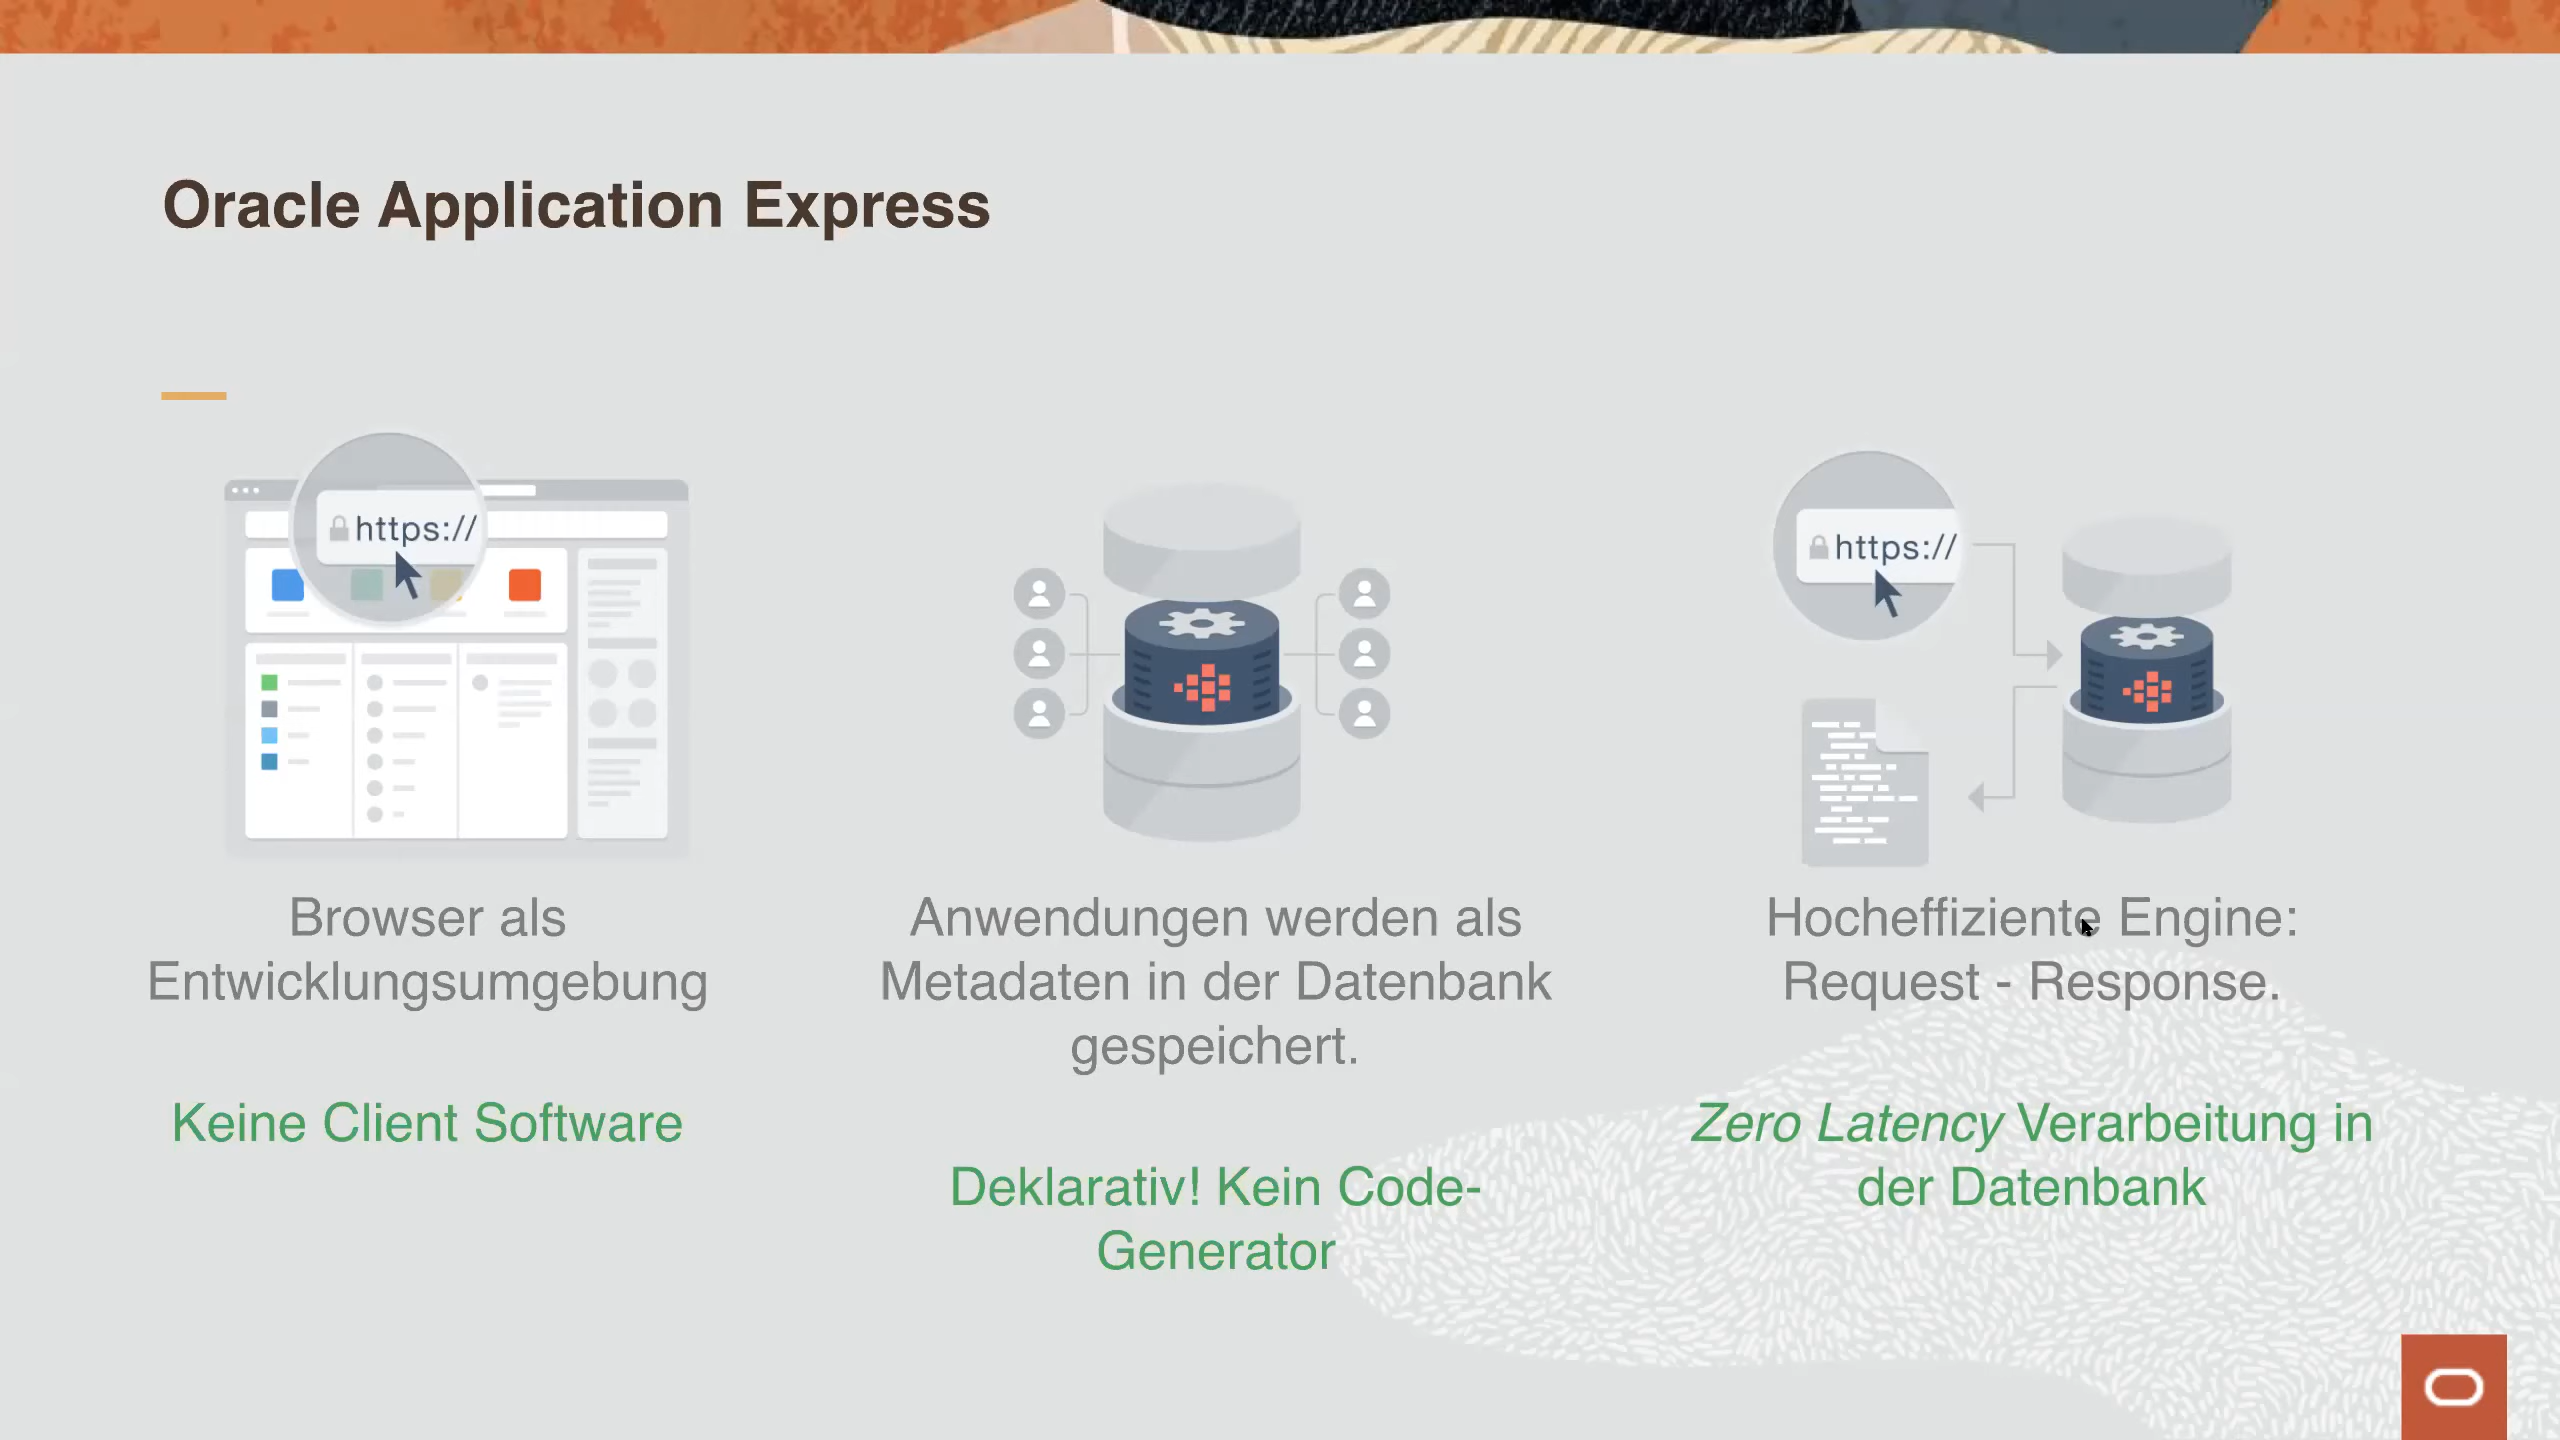 Oracle Application Express
https://
https://
Browser als
Entwicklungsumgebung
Keine Client Software
Anwendungen werden als
Metadaten in der Datenbank
gespeichert.
Deklarativ! Kein Code-
Generator
Hocheffiziente Engine:
Request - Response.
Zero Latency Verarbeitung in
der Datenbank